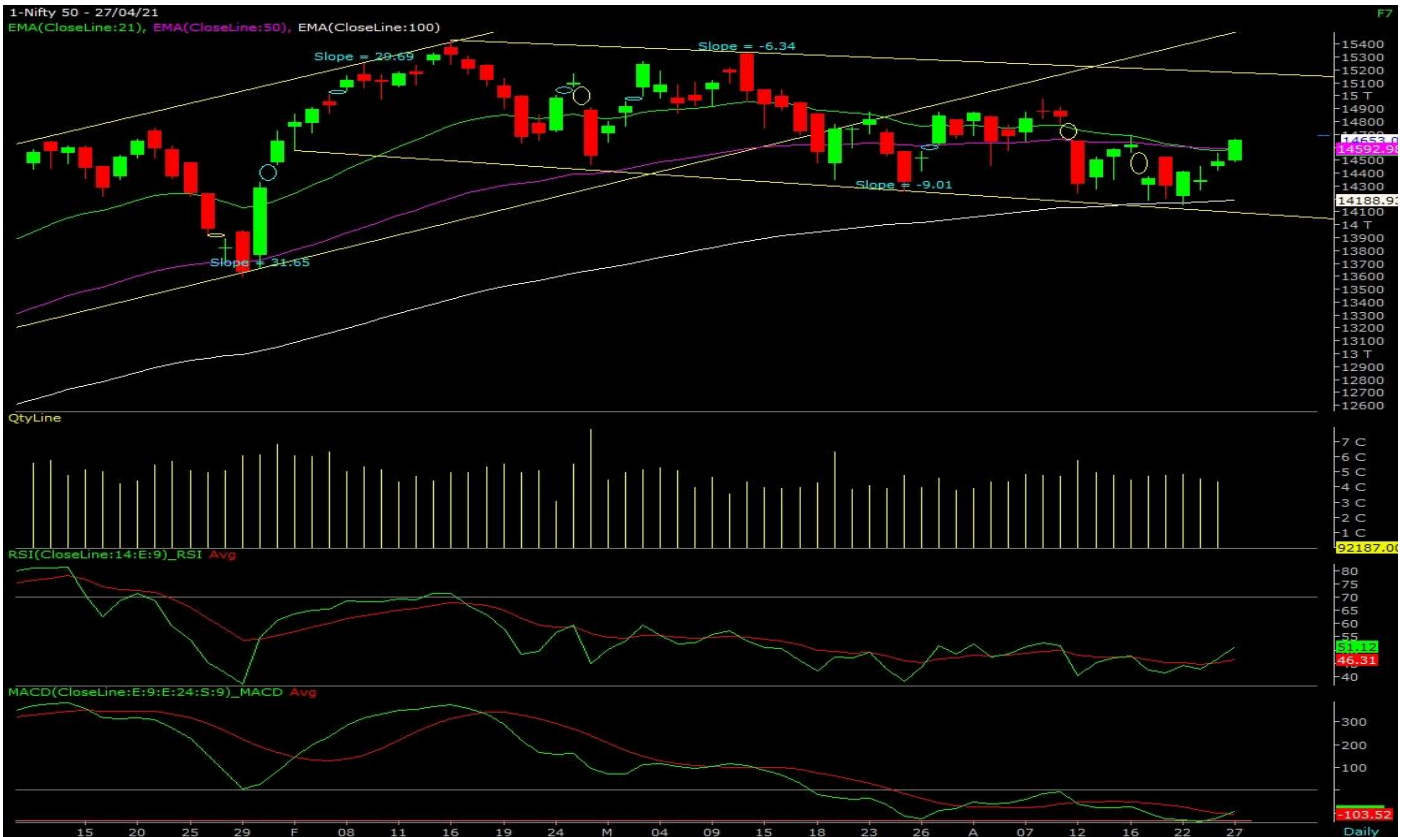 1-Nifty 50 - 27/04/21
F7
EMA(CloseLine:21), EMA(CloseLine:50), EMA(CloseLine:100)
Slope = 29.69
Slope = -6.34
Slope = -9.01
Slope = 31.65
15400
15300
15200
15100
15 T
14900
14800
14700
14653.0
14592.98
14500
14400
14300
14188.93
14100
14 T
13900
13800
13700
13600
13500
13400
13300
13200
13100
13 T
12900
12800
12700
12600
QtyLine
7 C
6 C
5 C
4 C
3 C
2 C
1 C
92187.00
RSI(CloseLine:14:E:9)_RSI Avg
80
75
70
65
60
55
51.12
46.31
40
MACD(CloseLine:E:9:E:24:S:9)_MACD Avg
300
200
100
-103.52
15 20 25 29 F 08 11 16 19 24 M 04 09 15 18 23 26 A 07 12 16 22 27 Daily